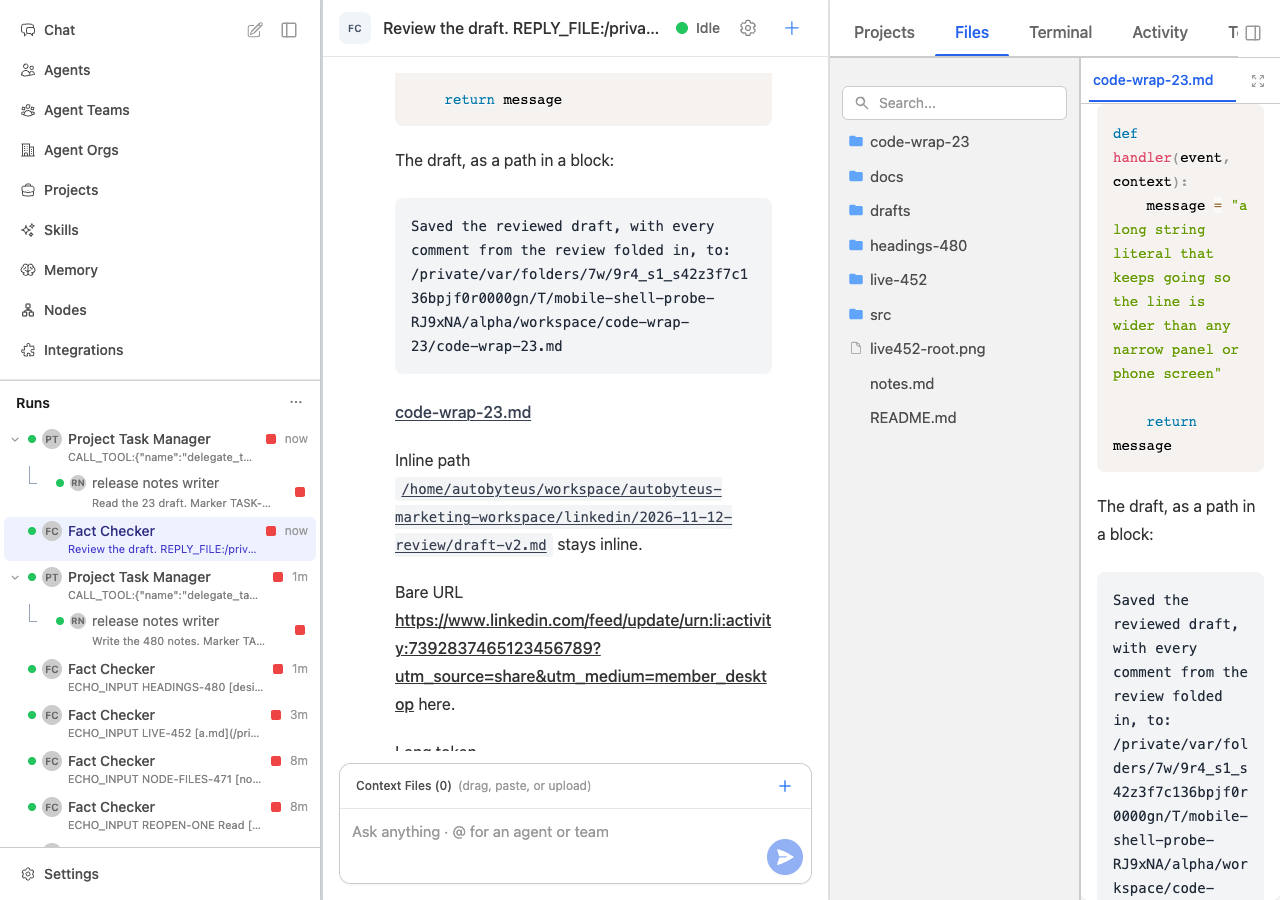 Chat
Agents
Agent Teams
Agent Orgs
Projects
Skills
Memory
Nodes
Integrations
Runs
...
PT Project Task Manager now
CALL_TOOL:{"name":"delegate_t...
RN release notes writer
Read the 23 draft. Marker TASK-...
FC Fact Checker now
Review the draft. REPLY_FILE:/priv...
PT Project Task Manager 1m
CALL_TOOL:{"name":"delegate_ta...
RN release notes writer
Write the 480 notes. Marker TA...
FC Fact Checker 1m
ECHO_INPUT HEADINGS-480 [desi...
FC Fact Checker 3m
ECHO_INPUT LIVE-452 [a.md](/pri...
FC Fact Checker 8m
ECHO_INPUT NODE-FILES-471 [no...
FC Fact Checker 8m
ECHO_INPUT REOPEN-ONE Read [...
Settings
FC Review the draft. REPLY_FILE:/priva... Idle
return message
The draft, as a path in a block:
Saved the reviewed draft, with every
comment from the review folded in, to:
/private/var/folders/7w/9r4_s1_s42z3f7c1
36bpjf0r0000gn/T/mobile-shell-probe-
RJ9xNA/alpha/workspace/code-wrap-
23/code-wrap-23.md
code-wrap-23.md
Inline path
/home/autobyteus/workspace/autobyteus-
marketing-workspace/linkedin/2026-11-12-
review/draft-v2.md stays inline.
Bare URL
https://www.linkedin.com/feed/update/urn:li:activit
y:7392837465123456789?
utm_source=share&utm_medium=member_deskt
op here.
Long token
Context Files (0) (drag, paste, or upload)
Ask anything · @ for an agent or team
Projects Files Terminal Activity
Search...
code-wrap-23
docs
drafts
headings-480
live-452
src
live452-root.png
notes.md
README.md
code-wrap-23.md
def
handler(event,
context):
message = "a
long string
literal that
keeps going so
the line is
wider than any
narrow panel or
phone screen"
return
message
The draft, as a path in
a block:
Saved the
reviewed draft,
with every
comment from the
review folded
in, to:
/private/var/fol
ders/7w/9r4_s1_s
42z3f7c136bpjf0r
0000gn/T/mobile-
shell-probe-
RJ9xNA/alpha/wor
kspace/code-